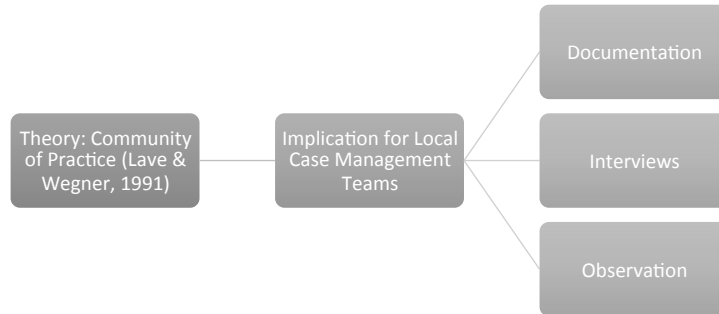 Theory: Community
of Practice (Lave &
Wegner, 1991)
Implication for Local
Case Management
Teams
Documentation
Interviews
Observation